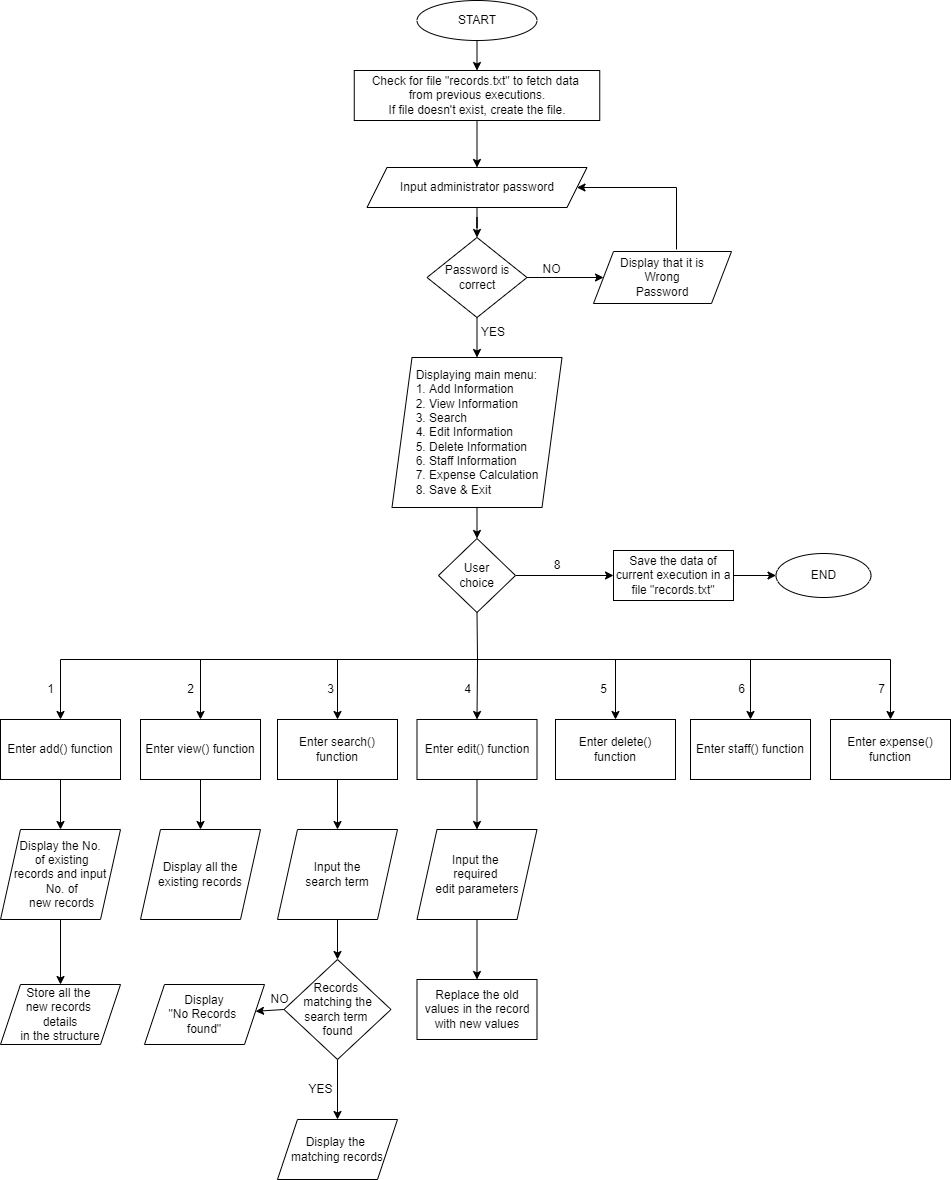 START
Check for file "records.txt" to fetch data
from previous executions.
If file doesn't exist, create the file.
Input administrator password
Password is
correct
NO
Display that it is
Wrong
Password
YES
Displaying main menu:
1. Add Information
2. View Information
3. Search
4. Edit Information
5. Delete Information
6. Staff Information
7. Expense Calculation
8. Save & Exit
User
choice
8
Save the data of
current execution in a
file "records.txt"
END
1
2
3
4
5
6
7
Enter add() function
Enter view() function
Enter search()
function
Enter edit() function
Enter delete()
function
Enter staff() function
Enter expense()
function
Display the No.
of existing
records and input
No. of
new records
Display all the
existing records
Input the
search term
Input the
required
edit parameters
Store all the
new records
details
in the structure
Display
"No Records
found"
NO
Records
matching the
search term
found
Replace the old
values in the record
with new values
YES
Display the
matching records